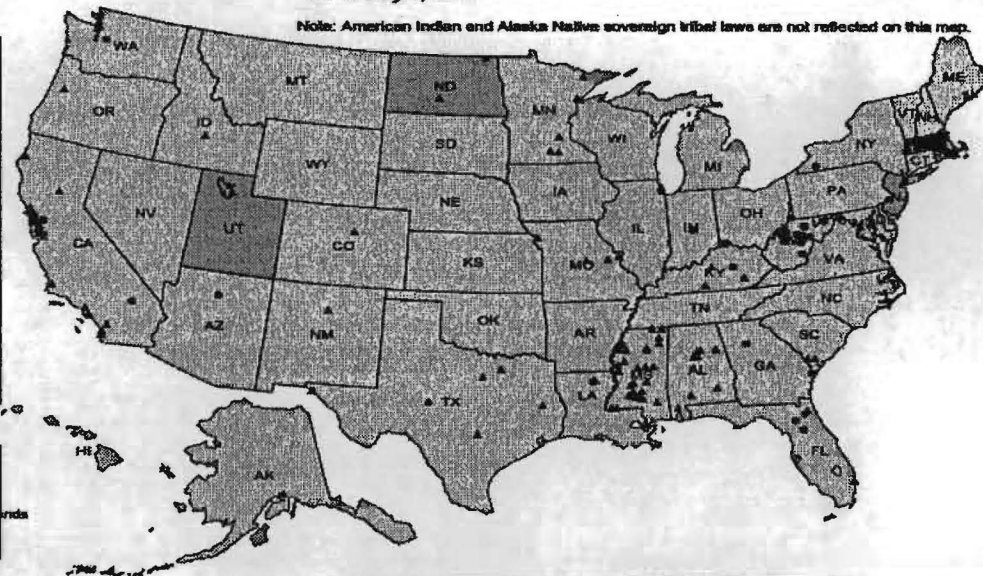 Note: American Indian and Alaska Native sovereign tribal laws are not reflected on this map.
WA
MT
ND
MN
ME
OR
ID
VT
NH
WI
NY
SD
WY
MI
CT
IA
PA
NE
NV
UT
IL
IN
OH
CO
CA
KS
MO
VA
KY
NC
TN
OK
AZ
NM
AR
SC
MS
AL
GA
TX
LA
FL
HI
AK